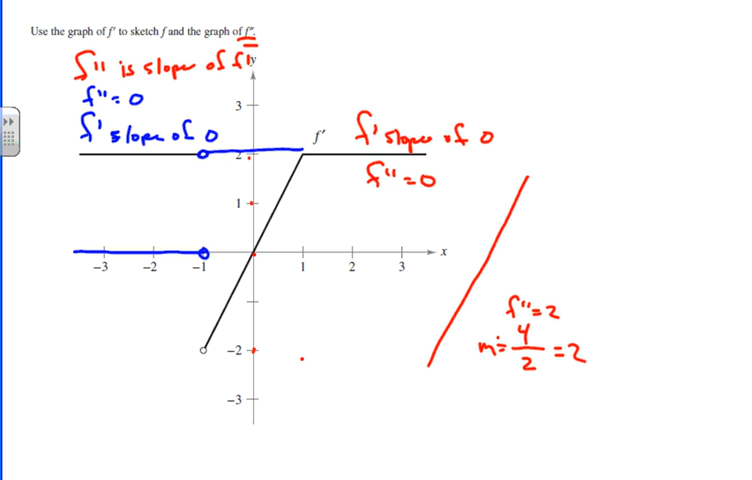 Use the graph of f′ to sketch f and the graph of f″.
f'' is slope of f'
y
f'' = 0
3
f' slope of 0
f'
f' slope of 0
2
f'' = 0
1
x
-3 -2 -1 1 2 3
f'' = 2
m = 4/2 = 2
-2
-3